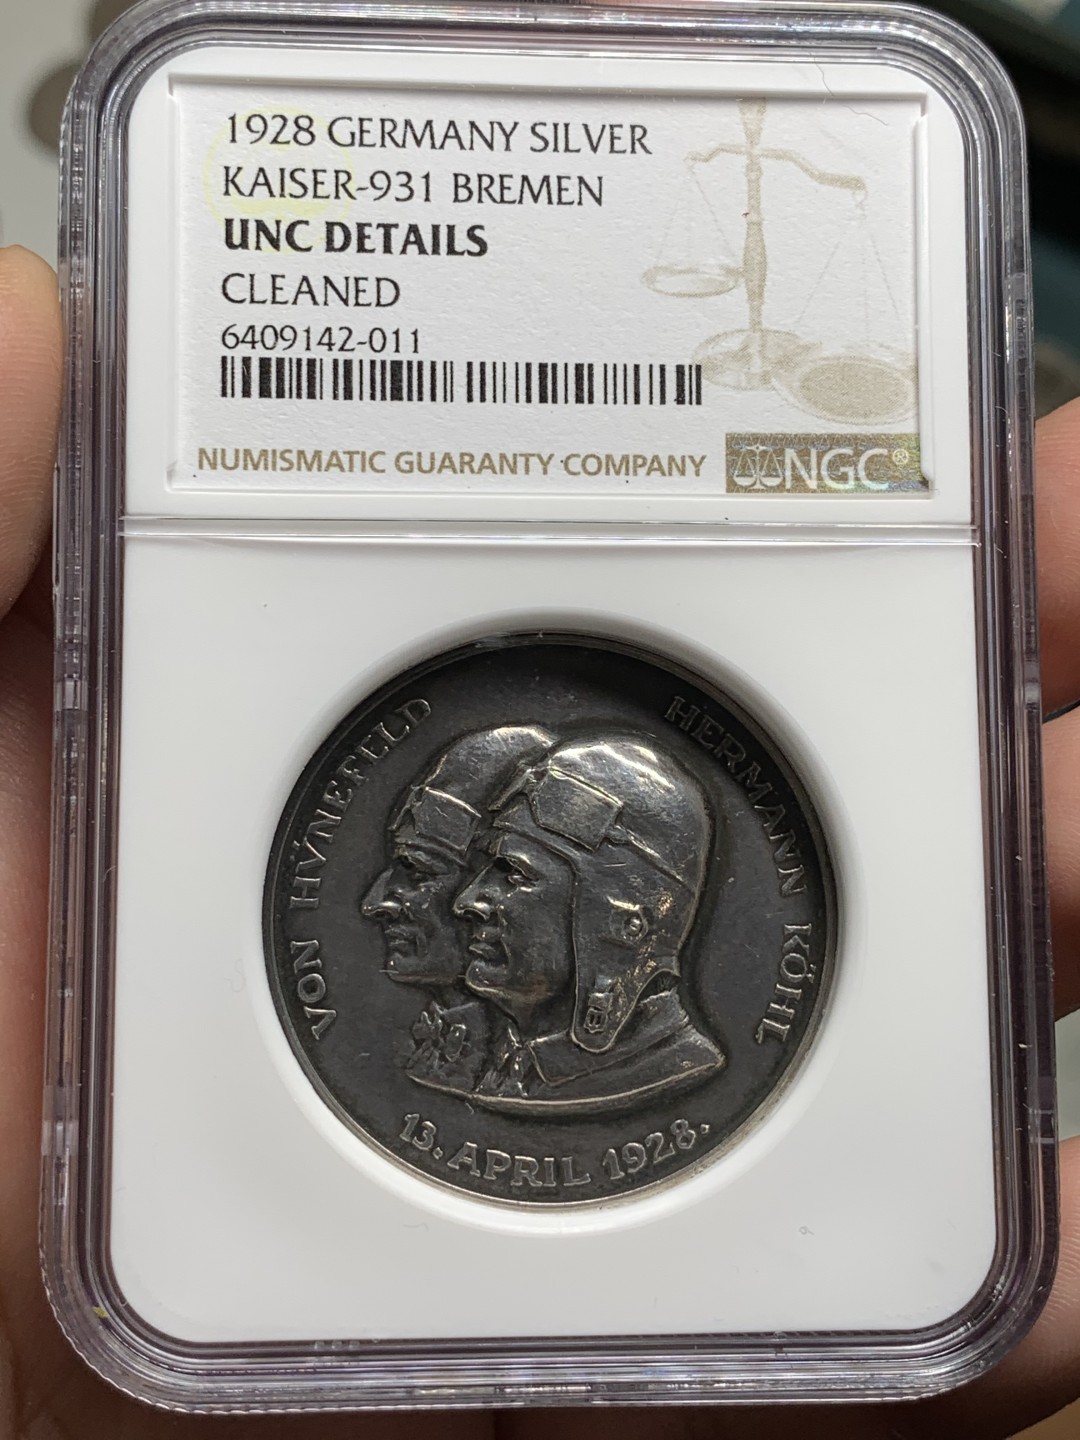 1928 GERMANY SILVER
KAISER-931 BREMEN
UNC DETAILS
CLEANED
6409142-011
NUMISMATIC GUARANTY COMPANY
NGC®
VON HÜNEFELD
HERMANN KÖHL
13. APRIL 1928.